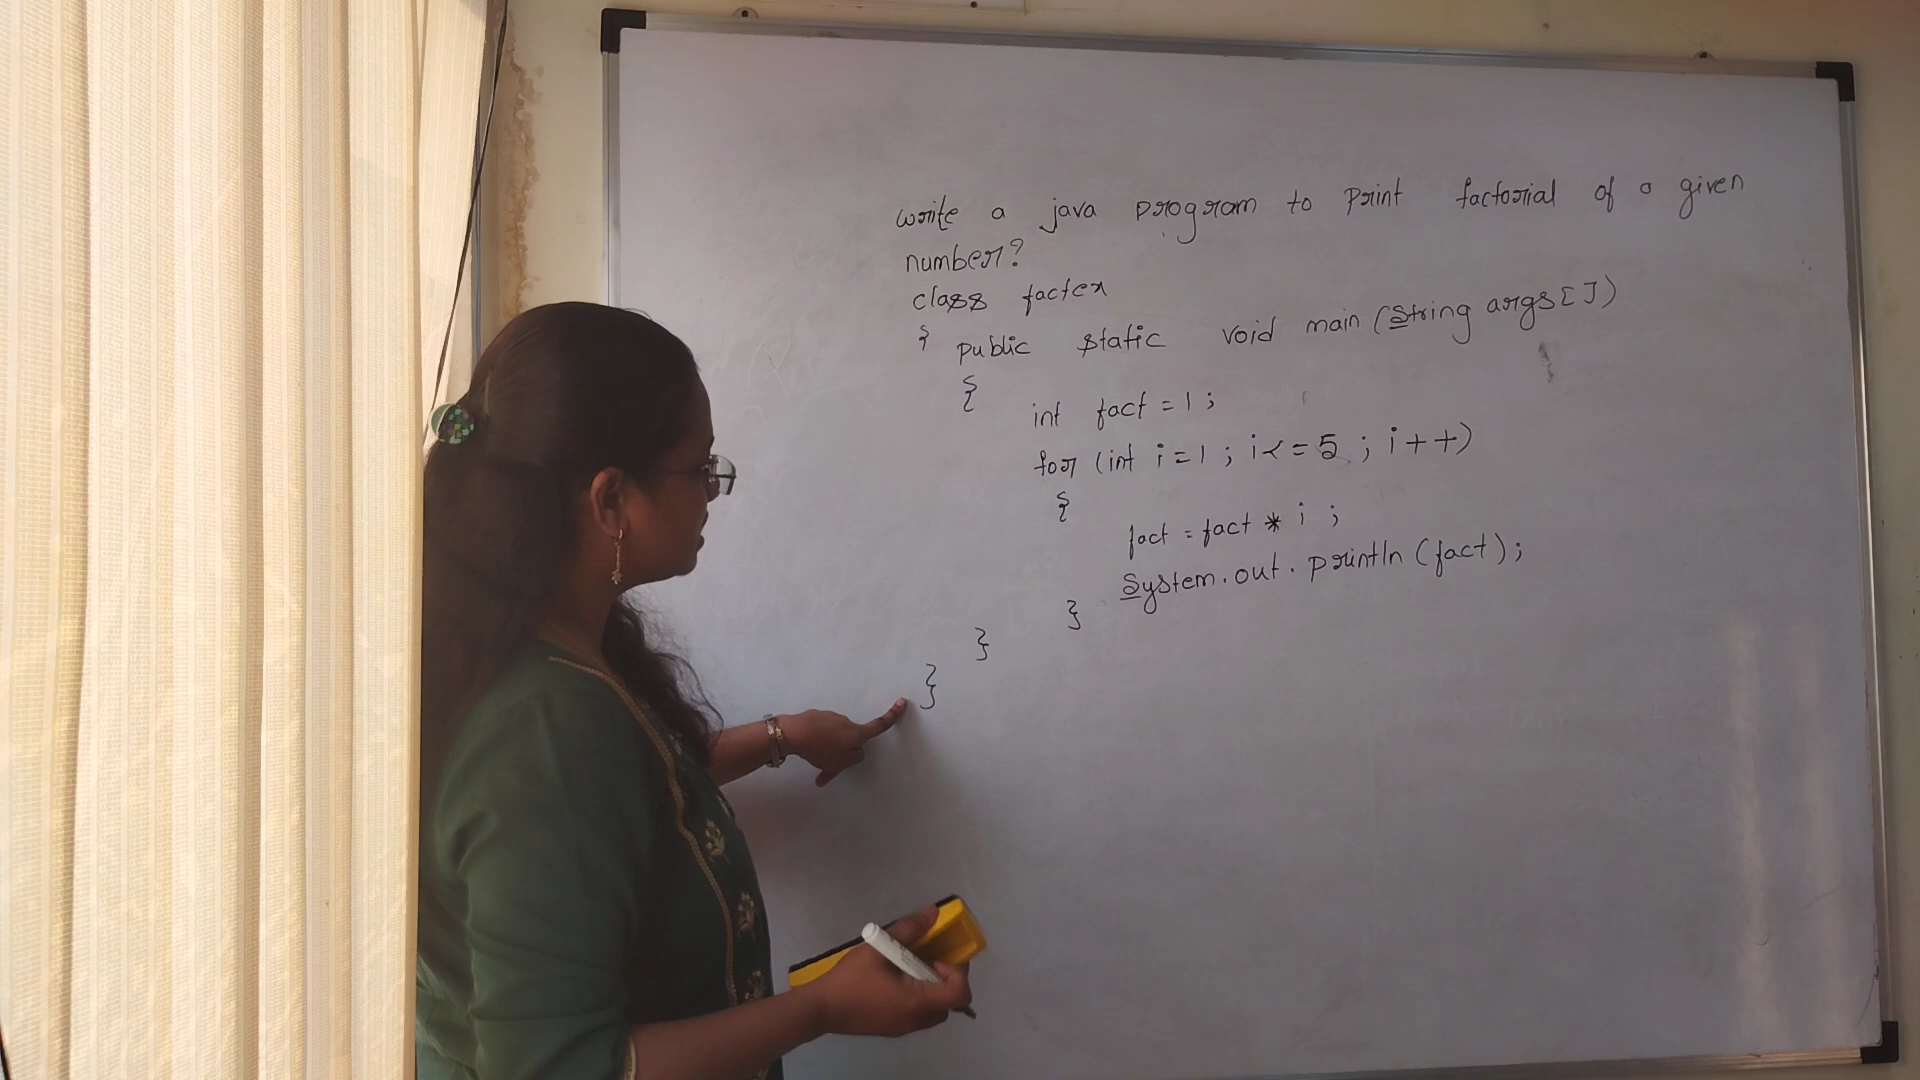 write a java program to print factorial of a given
number?
class factex
{ public static void main (String args[])
{
int fact = 1 ;
for (int i = 1 ; i <= 5 ; i++)
{
fact = fact * i ;
System.out.println (fact);
}
}
}